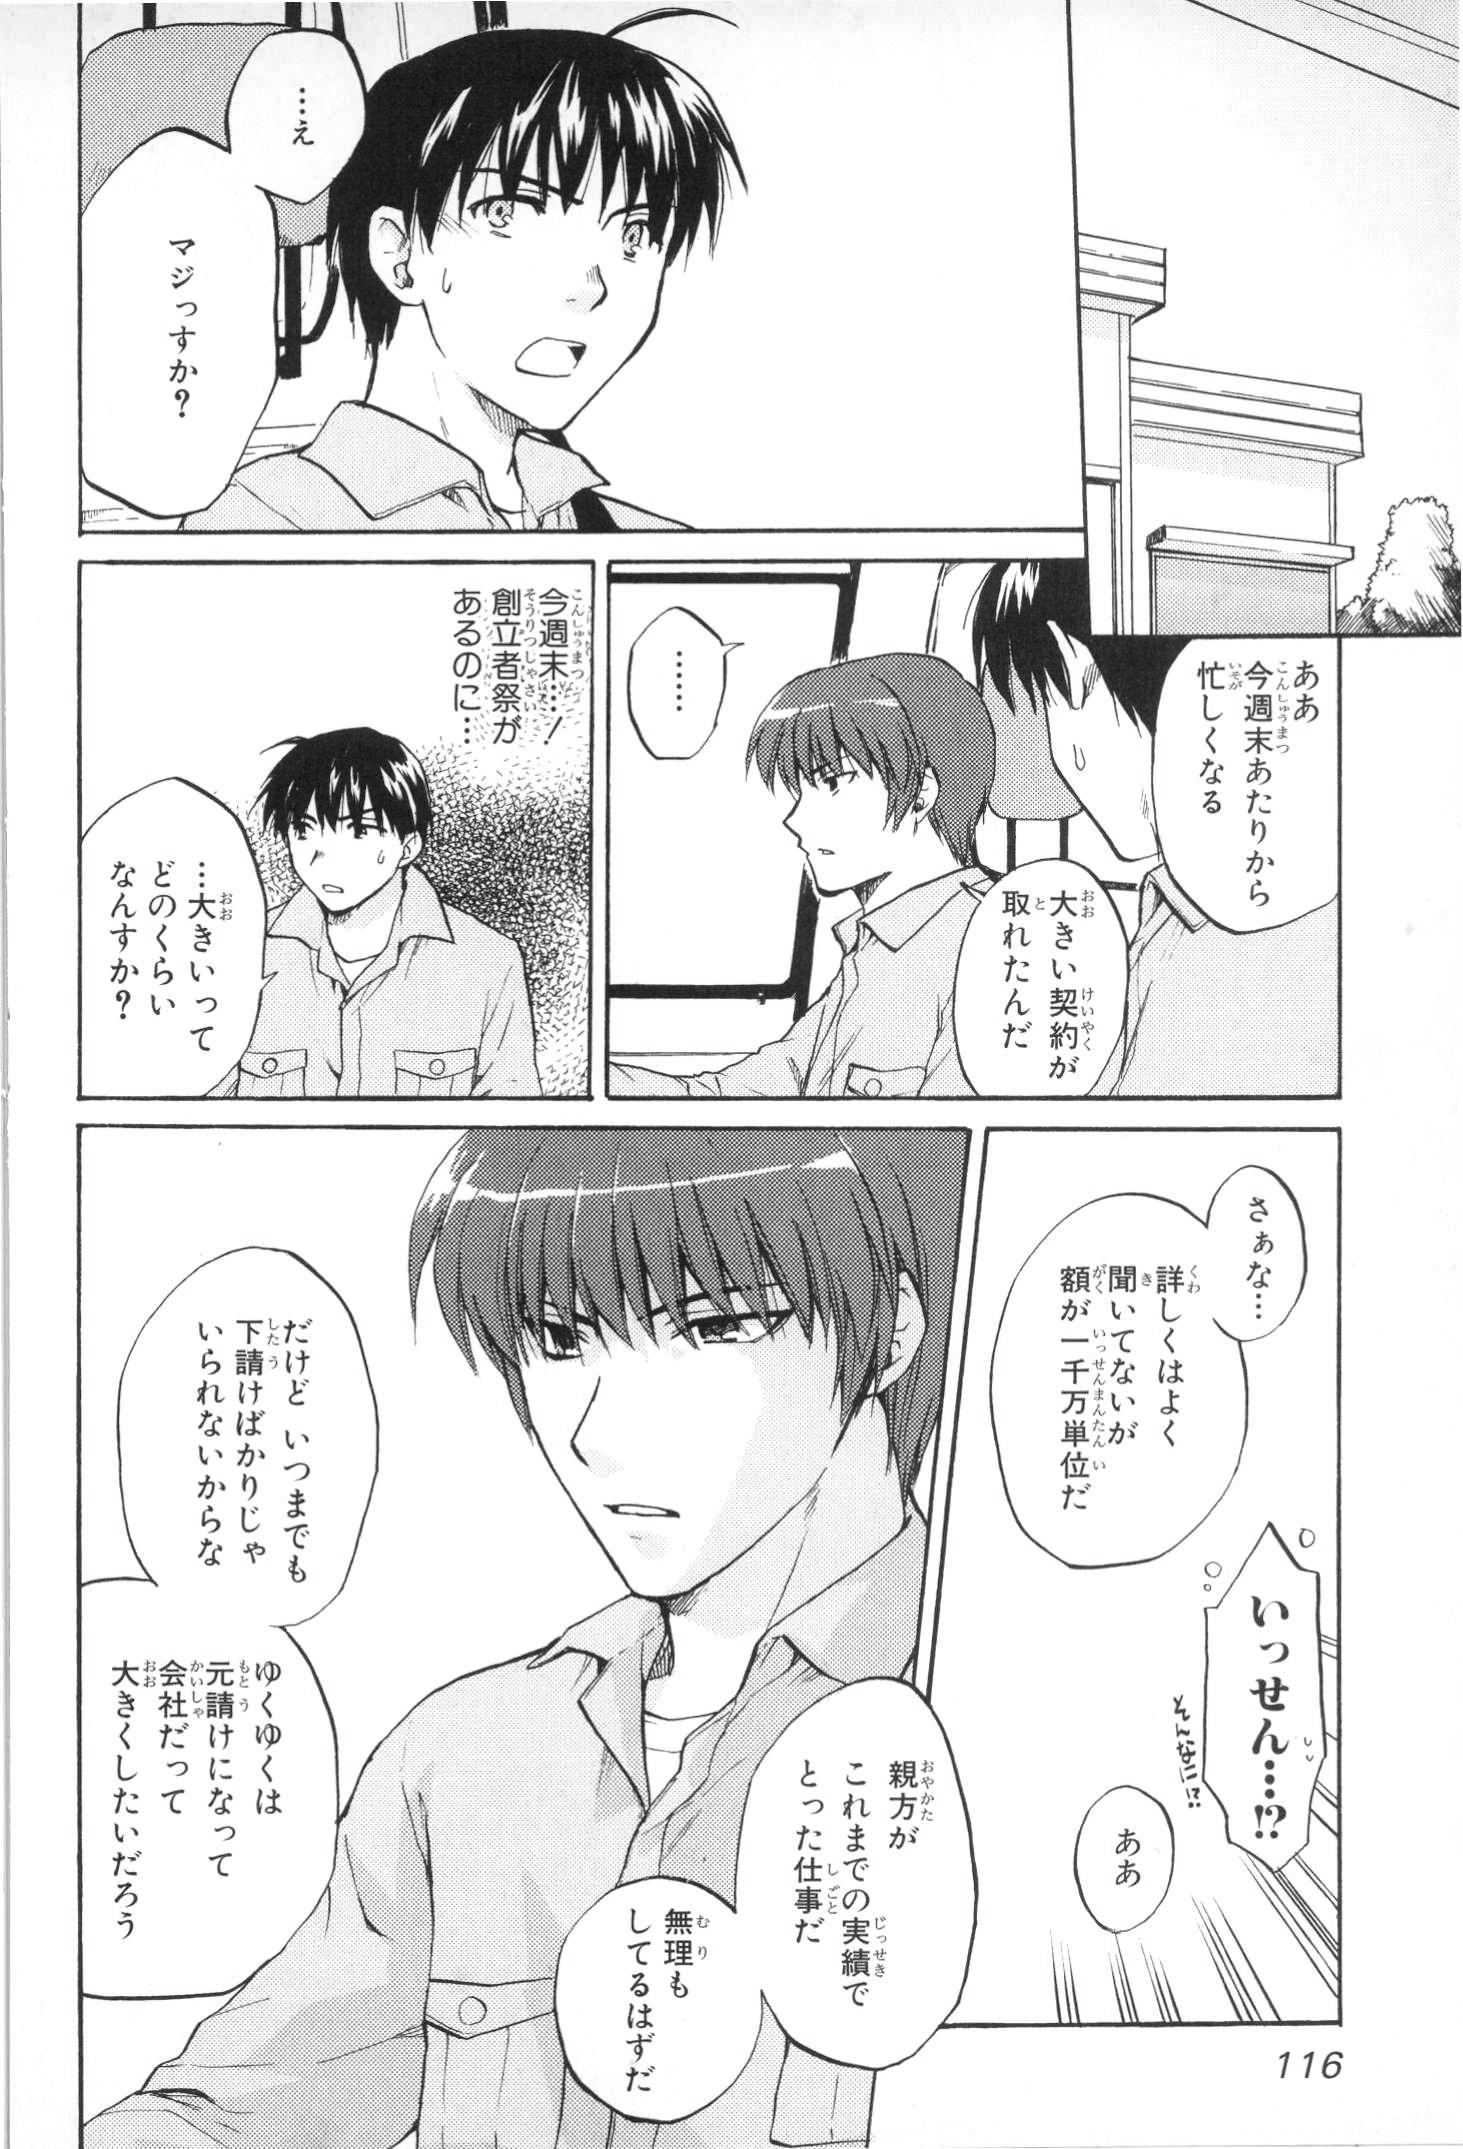 …え
マジっすか？
ああ
今週末あたりから
忙しくなる
大きい契約が
取れたんだ
……
今週末…！
創立者祭が
あるのに…
…大きいって
どのくらい
なんすか？
さぁな…
詳しくはよく
聞いてないが
額が一千万単位だ
いっせん…!?
そんなに!?
ああ
親方が
これまでの実績で
とった仕事だ
無理も
してるはずだ
だけど いつまでも
下請けばかりじゃ
いられないからな
ゆくゆくは
元請けになって
会社だって
大きくしたいだろう
116